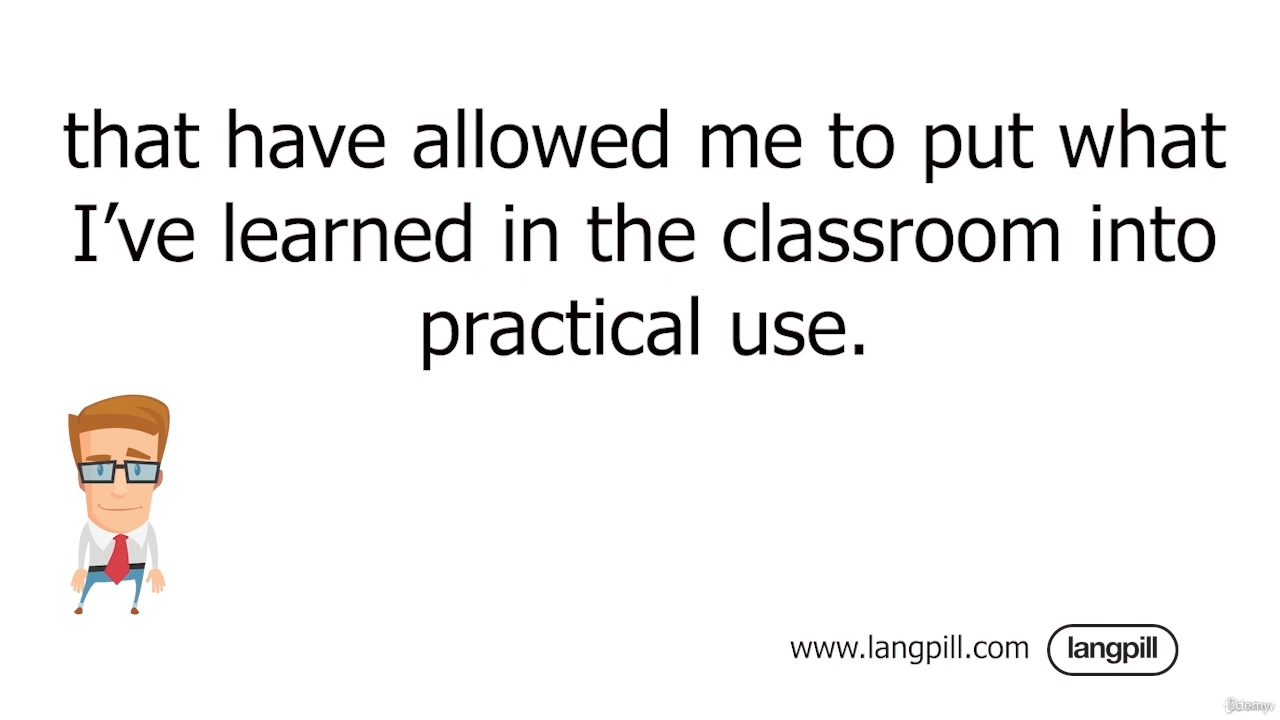 that have allowed me to put what
I’ve learned in the classroom into
practical use.
www.langpill.com langpill
Udemy